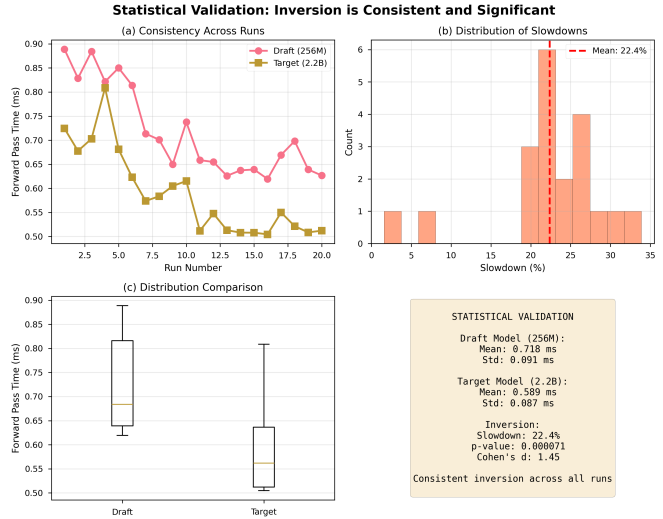 Statistical Validation: Inversion is Consistent and Significant
(a) Consistency Across Runs
Draft (256M)
Target (2.2B)
Forward Pass Time (ms)
0.90
0.85
0.80
0.75
0.70
0.65
0.60
0.55
0.50
2.5 5.0 7.5 10.0 12.5 15.0 17.5 20.0
Run Number
(b) Distribution of Slowdowns
Mean: 22.4%
Count
6
5
4
3
2
1
0
0 5 10 15 20 25 30 35
Slowdown (%)
(c) Distribution Comparison
Forward Pass Time (ms)
0.90
0.85
0.80
0.75
0.70
0.65
0.60
0.55
0.50
Draft Target
STATISTICAL VALIDATION
Draft Model (256M):
Mean: 0.718 ms
Std: 0.091 ms
Target Model (2.2B):
Mean: 0.589 ms
Std: 0.087 ms
Inversion:
Slowdown: 22.4%
p-value: 0.000071
Cohen's d: 1.45
Consistent inversion across all runs